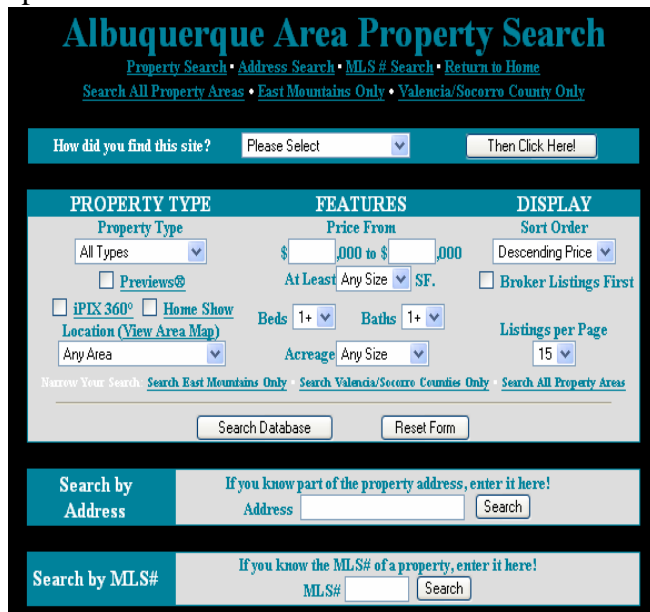 Albuquerque Area Property Search
Property Search • Address Search • MLS # Search • Return to Home
Search All Property Areas • East Mountains Only • Valencia/Socorro County Only
How did you find this site? Please Select Then Click Here!
PROPERTY TYPE FEATURES DISPLAY
Property Type Price From Sort Order
All Types $ ,000 to $ ,000 Descending Price
Previews® At Least Any Size SF. Broker Listings First
iPIX 360° Home Show Beds 1+ Baths 1+
Location (View Area Map) Listings per Page
Any Area Acreage Any Size 15
Narrow Your Search: Search East Mountains Only • Search Valencia/Socorro Counties Only • Search All Property Areas
Search Database Reset Form
Search by Address If you know part of the property address, enter it here!
Address Search
Search by MLS# If you know the MLS# of a property, enter it here!
MLS# Search